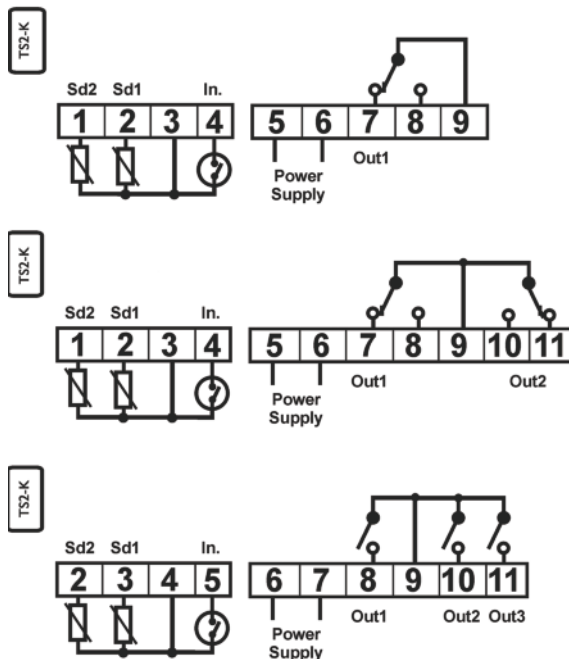 TS2-K
Sd2 Sd1 In.
1 2 3 4 5 6 7 8 9
Out1
Power
Supply
TS2-K
Sd2 Sd1 In.
1 2 3 4 5 6 7 8 9 10 11
Out1 Out2
Power
Supply
TS2-K
Sd2 Sd1 In.
2 3 4 5 6 7 8 9 10 11
Out1 Out2 Out3
Power
Supply